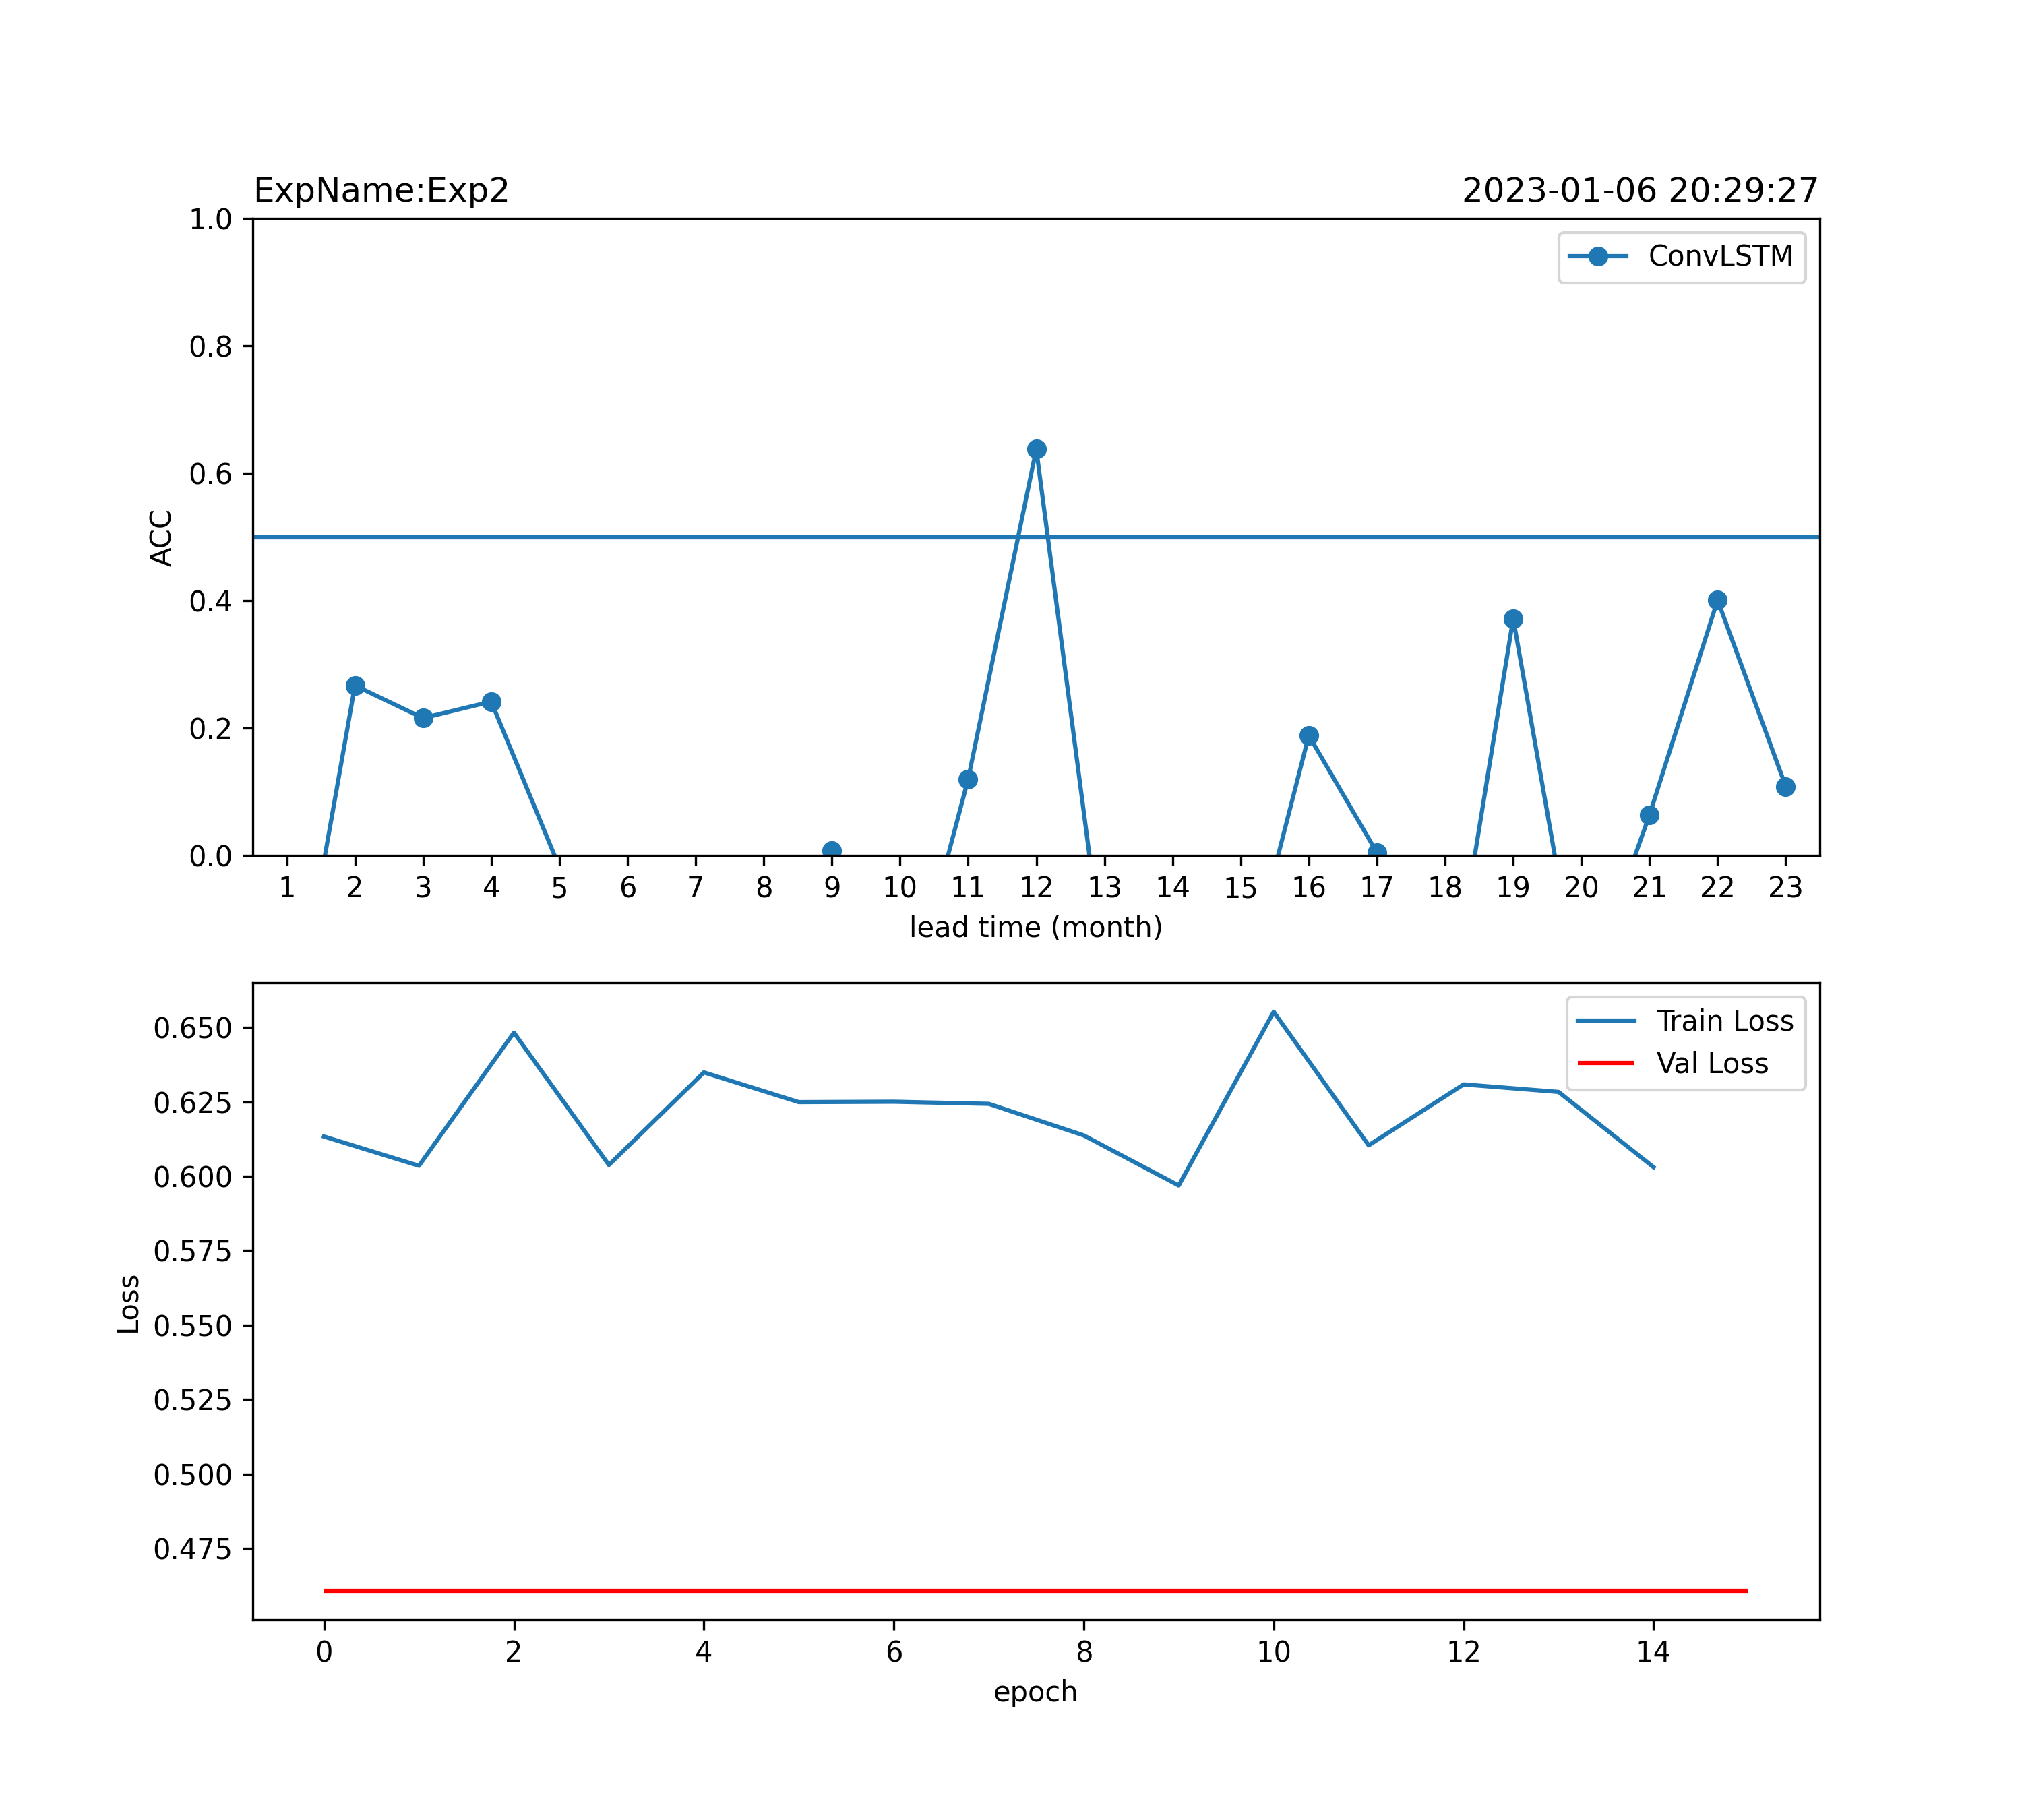 ExpName:Exp2 2023-01-06 20:29:27
1.0
0.8
0.6
0.4
0.2
0.0
ACC
ConvLSTM
1 2 3 4 5 6 7 8 9 10 11 12 13 14 15 16 17 18 19 20 21 22 23
lead time (month)
0.650
0.625
0.600
0.575
0.550
0.525
0.500
0.475
Loss
Train Loss
Val Loss
0 2 4 6 8 10 12 14
epoch